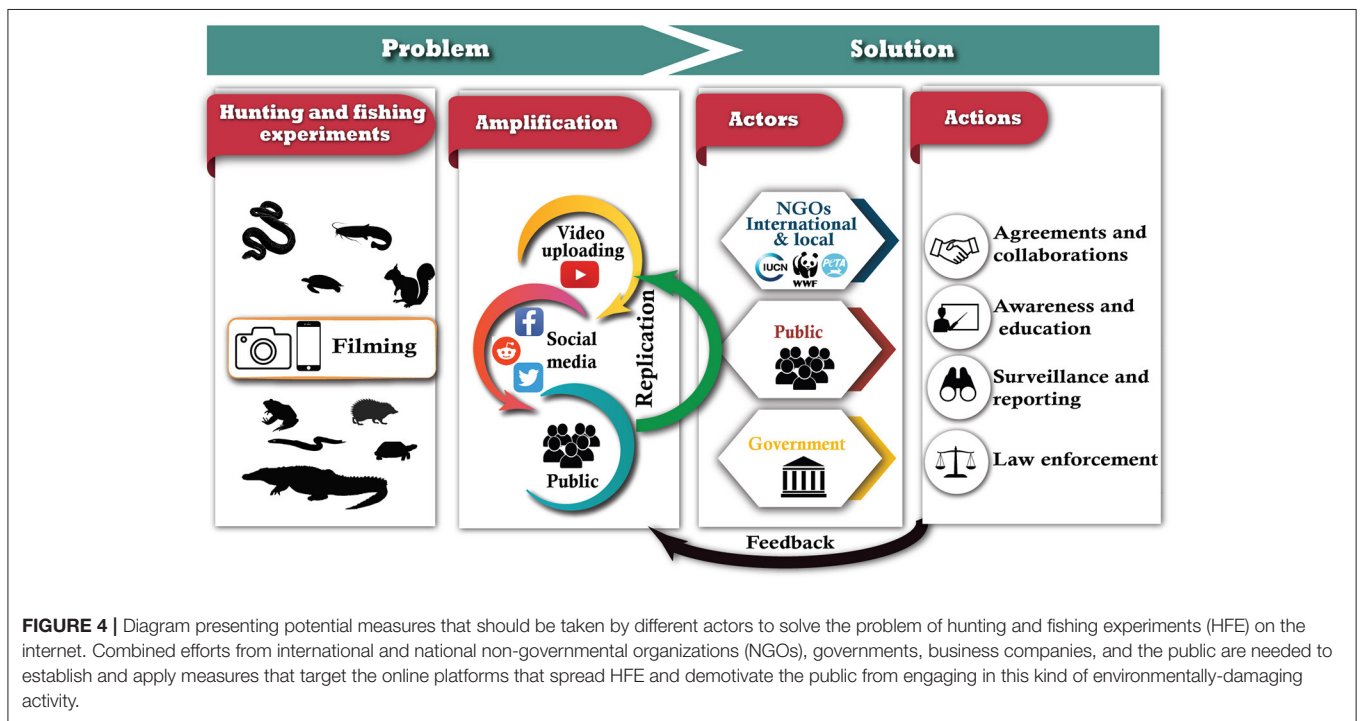 Problem
Solution
Hunting and fishing
experiments
Filming
Amplification
Video
uploading
Social
media
Public
Replication
Actors
NGOs
International
& local
IUCN
WWF
PETA
Public
Government
Actions
Agreements and
collaborations
Awareness and
education
Surveillance and
reporting
Law enforcement
Feedback
FIGURE 4 | Diagram presenting potential measures that should be taken by different actors to solve the problem of hunting and fishing experiments (HFE) on the
internet. Combined efforts from international and national non-governmental organizations (NGOs), governments, business companies, and the public are needed to
establish and apply measures that target the online platforms that spread HFE and demotivate the public from engaging in this kind of environmentally-damaging
activity.